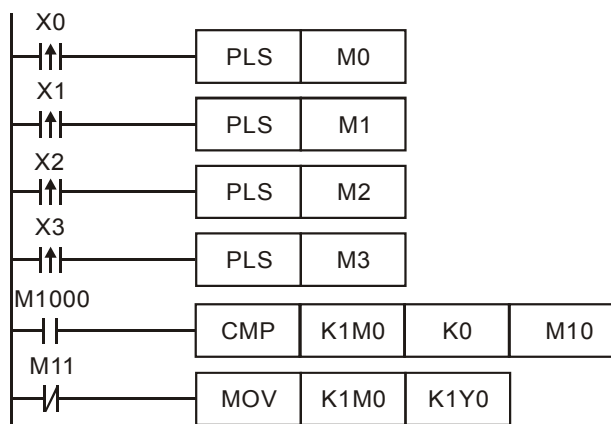 X0
PLS M0
X1
PLS M1
X2
PLS M2
X3
PLS M3
M1000
CMP K1M0 K0 M10
M11
MOV K1M0 K1Y0